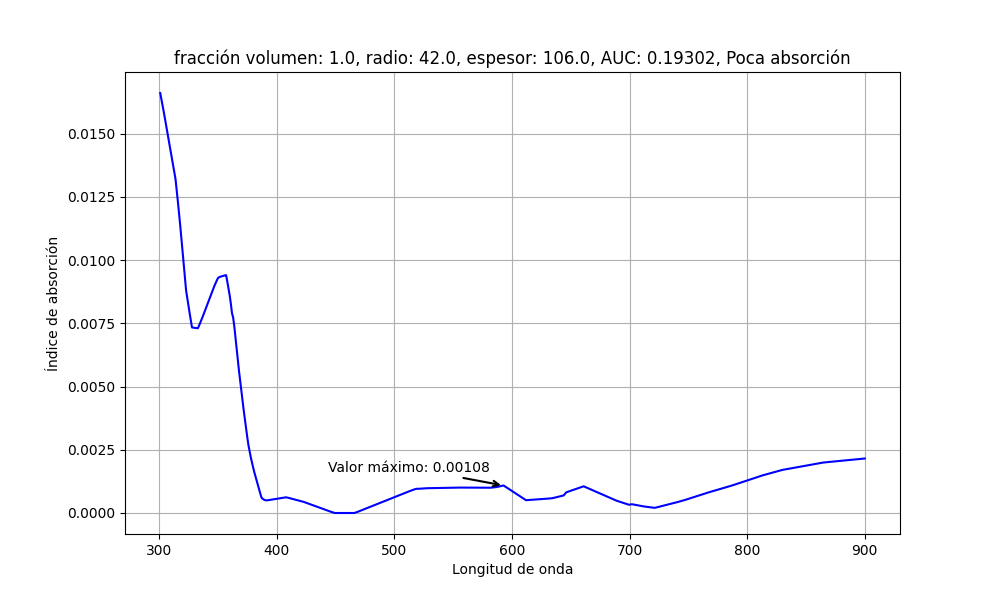 fracción volumen: 1.0, radio: 42.0, espesor: 106.0, AUC: 0.19302, Poca absorción
Índice de absorción
0.0150
0.0125
0.0100
0.0075
0.0050
0.0025
0.0000
Valor máximo: 0.00108
300 400 500 600 700 800 900
Longitud de onda